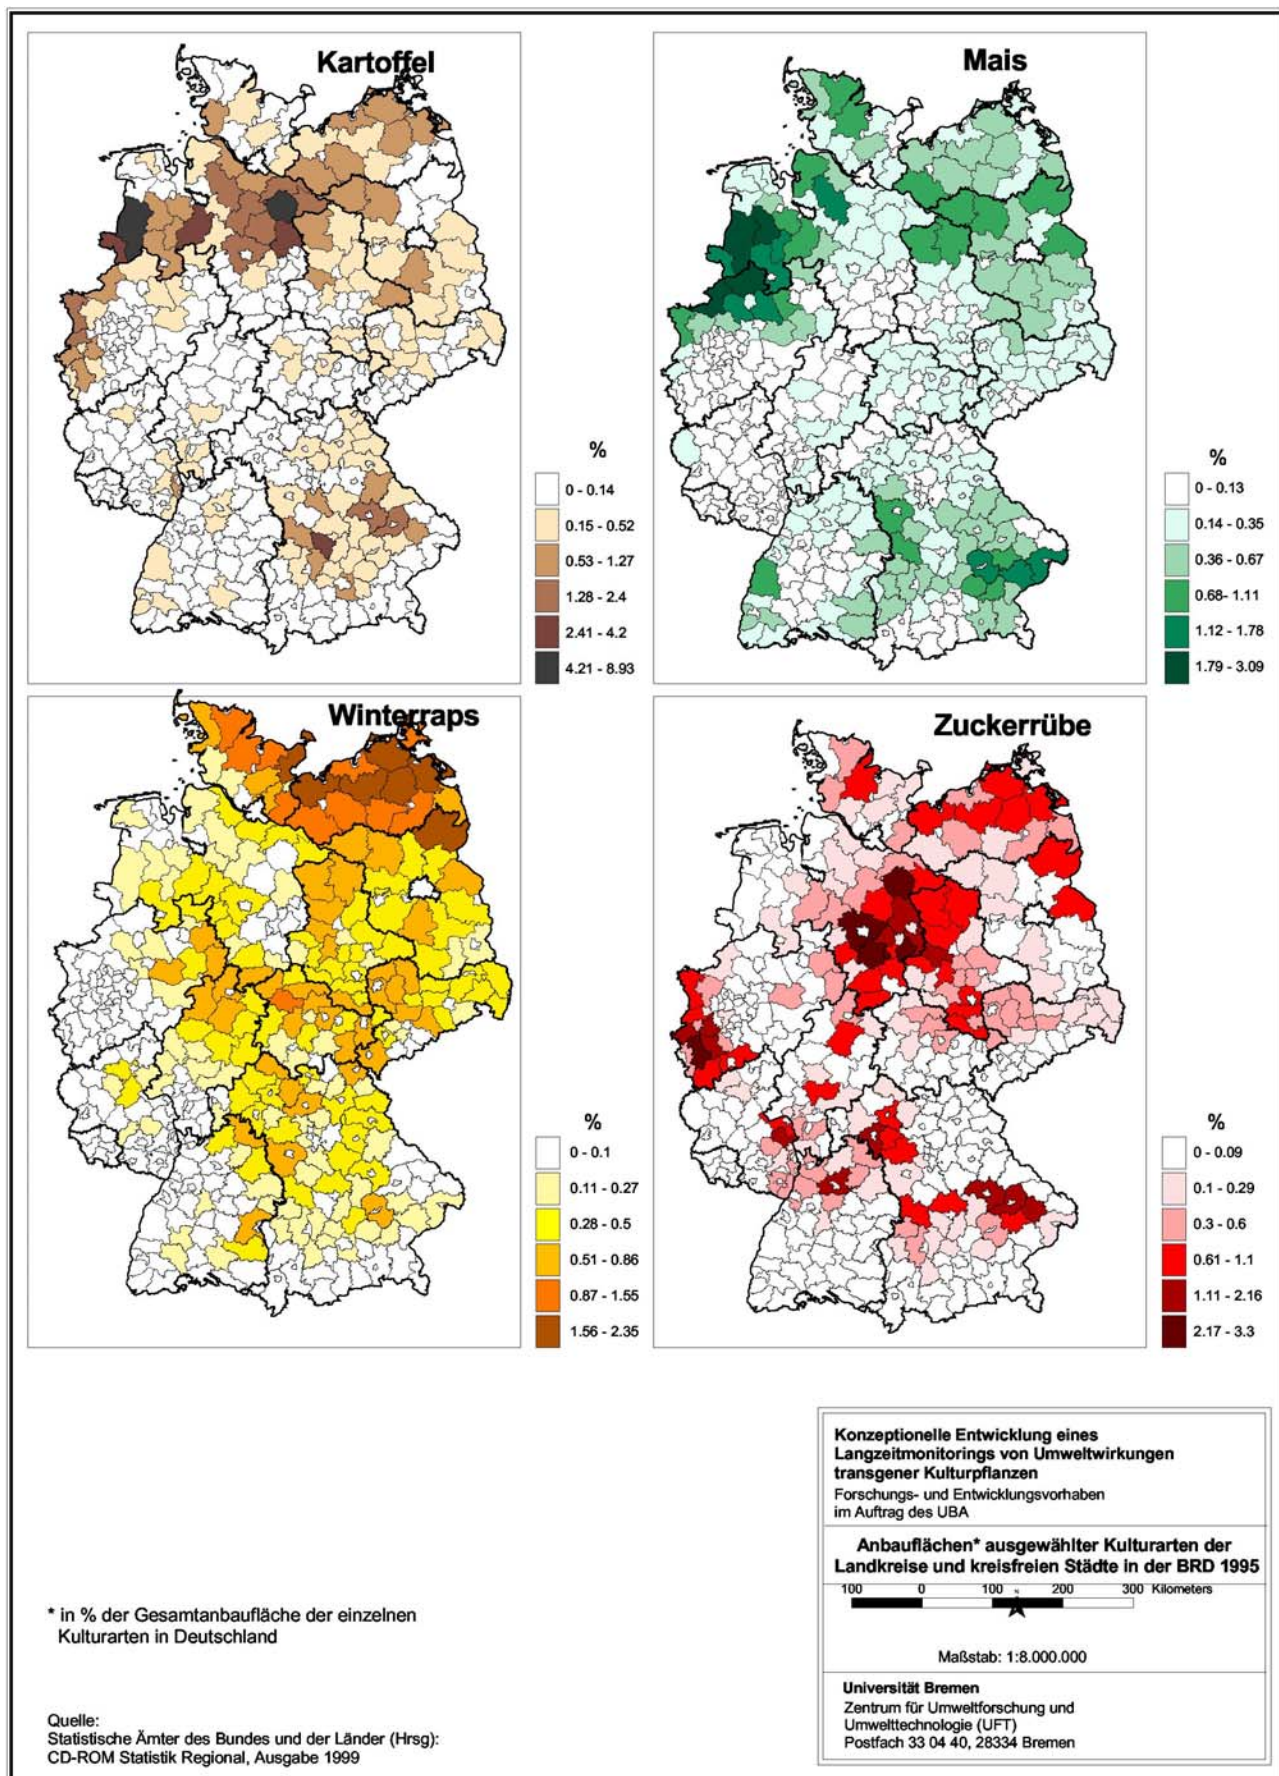 Kartoffel
%
0 - 0.14
0.15 - 0.52
0.53 - 1.27
1.28 - 2.4
2.41 - 4.2
4.21 - 8.93
Mais
%
0 - 0.13
0.14 - 0.35
0.36 - 0.67
0.68- 1.11
1.12 - 1.78
1.79 - 3.09
Winterraps
%
0 - 0.1
0.11 - 0.27
0.28 - 0.5
0.51 - 0.86
0.87 - 1.55
1.56 - 2.35
Zuckerrübe
%
0 - 0.09
0.1 - 0.29
0.3 - 0.6
0.61 - 1.1
1.11 - 2.16
2.17 - 3.3
Konzeptionelle Entwicklung eines
Langzeitmonitorings von Umweltwirkungen
transgener Kulturpflanzen
Forschungs- und Entwicklungsvorhaben
im Auftrag des UBA
Anbauflächen* ausgewählter Kulturarten der
Landkreise und kreisfreien Städte in der BRD 1995
100 0 100 N 200 300 Kilometers
Maßstab: 1:8.000.000
Universität Bremen
Zentrum für Umweltforschung und
Umwelttechnologie (UFT)
Postfach 33 04 40, 28334 Bremen
* in % der Gesamtanbaufläche der einzelnen
Kulturarten in Deutschland
Quelle:
Statistische Ämter des Bundes und der Länder (Hrsg):
CD-ROM Statistik Regional, Ausgabe 1999